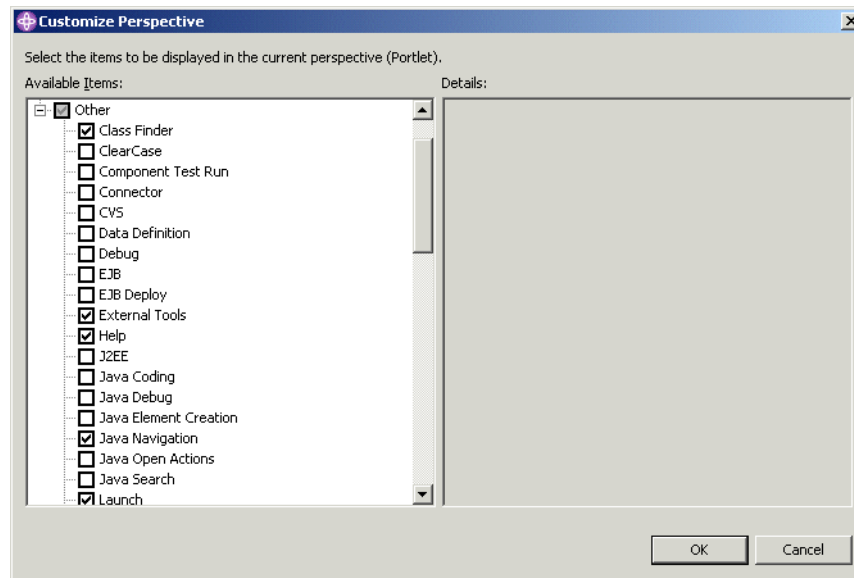 Customize Perspective
Select the items to be displayed in the current perspective (Portlet).
Available Items:
Details:
Other
Class Finder
ClearCase
Component Test Run
Connector
CVS
Data Definition
Debug
EJB
EJB Deploy
External Tools
Help
J2EE
Java Coding
Java Debug
Java Element Creation
Java Navigation
Java Open Actions
Java Search
Launch
OK
Cancel